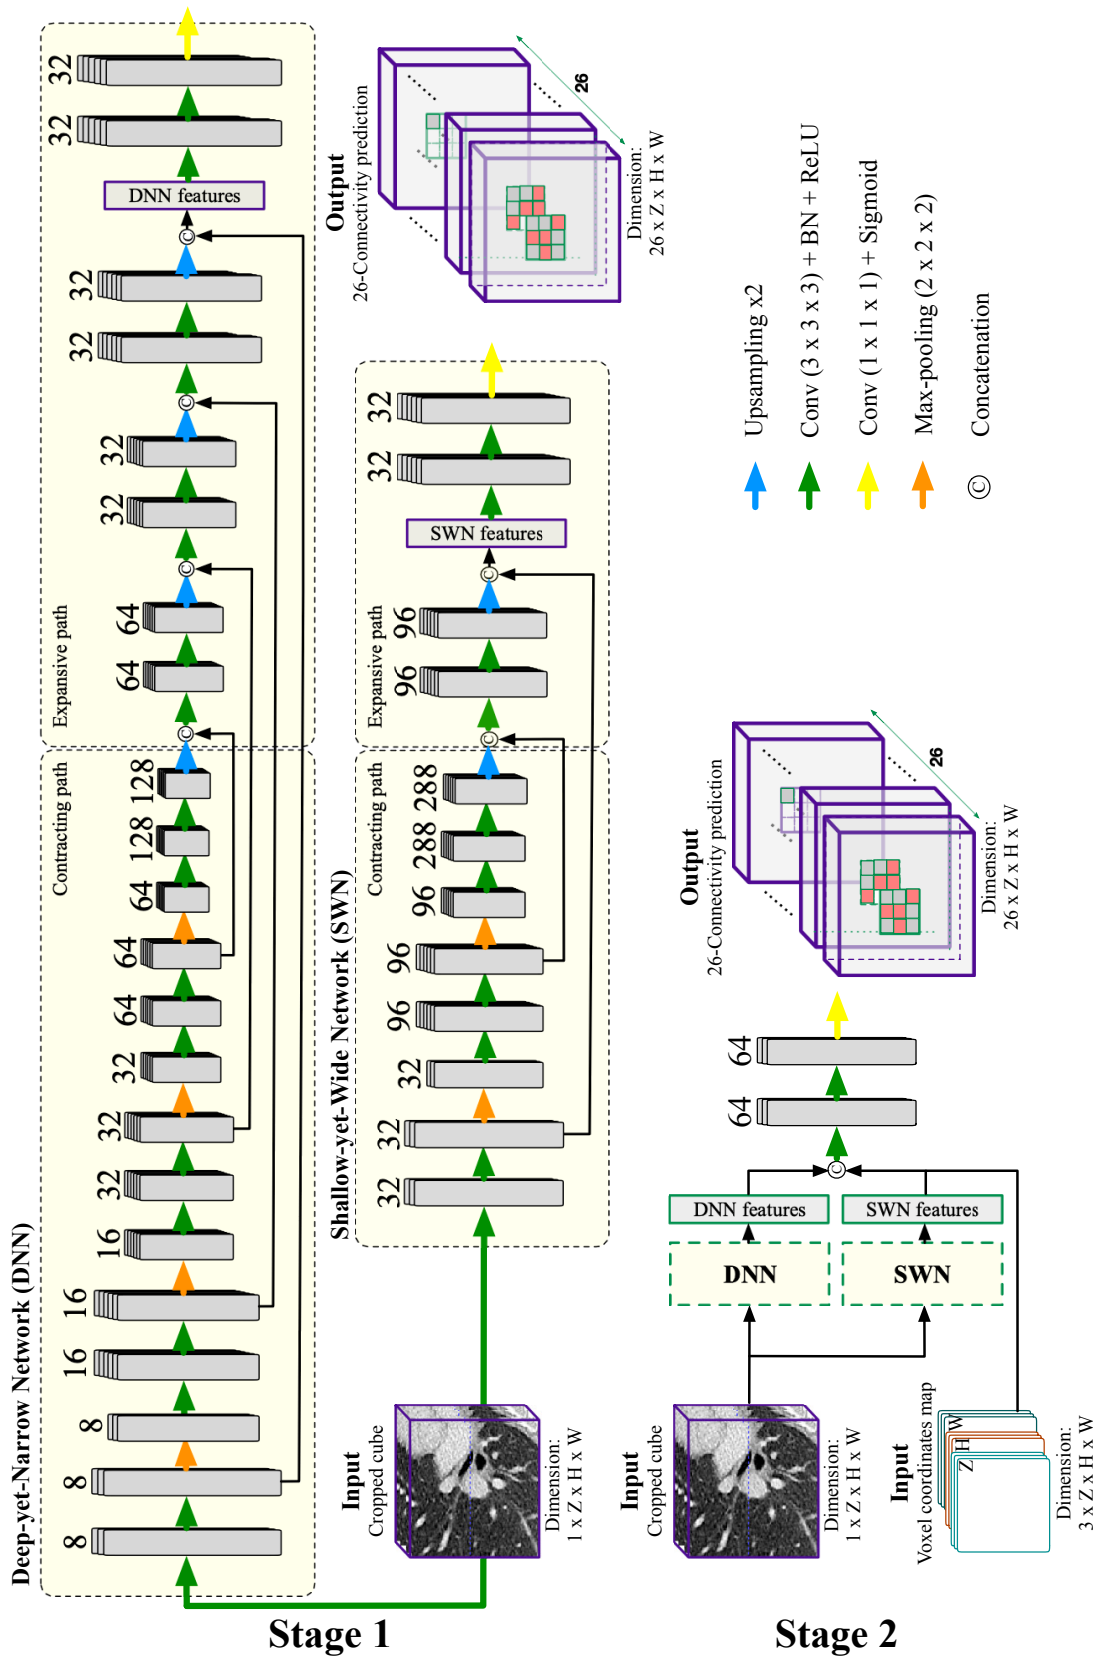 Stage 1
Deep-yet-Narrow Network (DNN)
Contracting path
8
8
8
16
16
16
32
32
32
64
64
64
128
128
Expansive path
C
64
64
C
32
32
C
32
32
C
DNN features
32
32
Input
Cropped cube
Dimension:
1 x Z x H x W
Shallow-yet-Wide Network (SWN)
Contracting path
32
32
32
96
96
96
288
288
Expansive path
C
96
96
C
SWN features
32
32
Output
26-Connectivity prediction
26
Dimension:
26 x Z x H x W
Stage 2
Input
Cropped cube
Dimension:
1 x Z x H x W
Input
Voxel coordinates map
Z
H
W
Dimension:
3 x Z x H x W
DNN
SWN
DNN features
SWN features
C
64
64
Output
26-Connectivity prediction
26
Dimension:
26 x Z x H x W
Upsampling x2
Conv (3 x 3 x 3) + BN + ReLU
Conv (1 x 1 x 1) + Sigmoid
Max-pooling (2 x 2 x 2)
C Concatenation